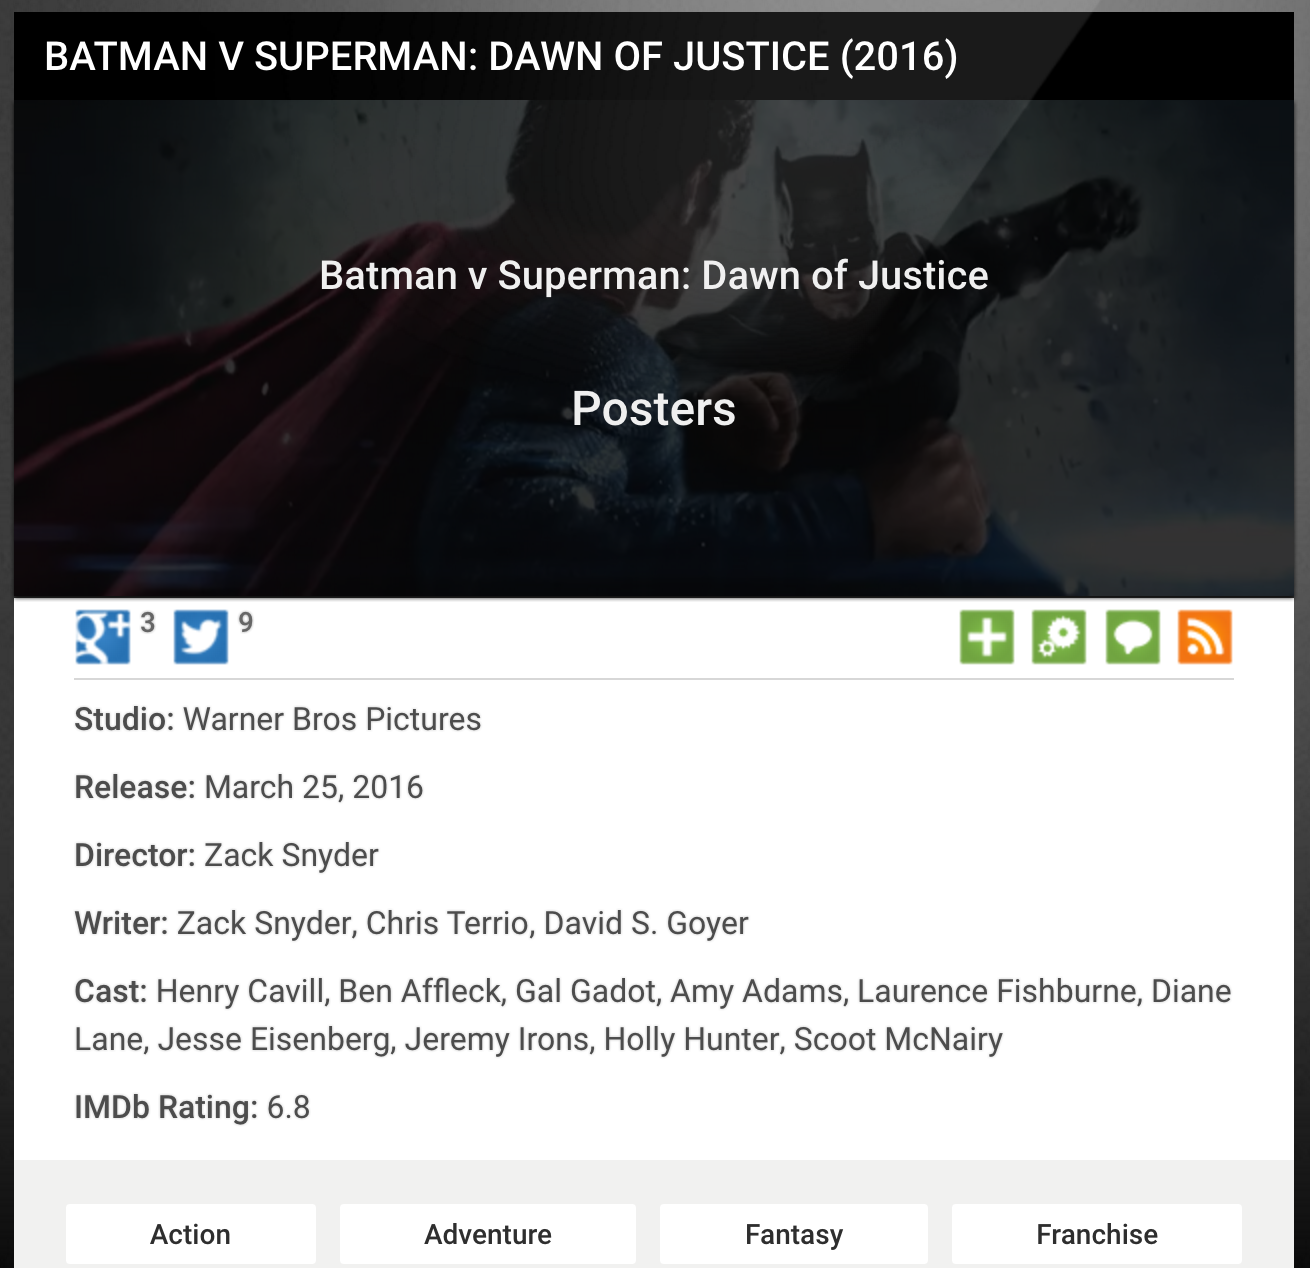 BATMAN V SUPERMAN: DAWN OF JUSTICE (2016)
Batman v Superman: Dawn of Justice
Posters
g+ 3 9
Studio: Warner Bros Pictures
Release: March 25, 2016
Director: Zack Snyder
Writer: Zack Snyder, Chris Terrio, David S. Goyer
Cast: Henry Cavill, Ben Affleck, Gal Gadot, Amy Adams, Laurence Fishburne, Diane
Lane, Jesse Eisenberg, Jeremy Irons, Holly Hunter, Scoot McNairy
IMDb Rating: 6.8
Action Adventure Fantasy Franchise